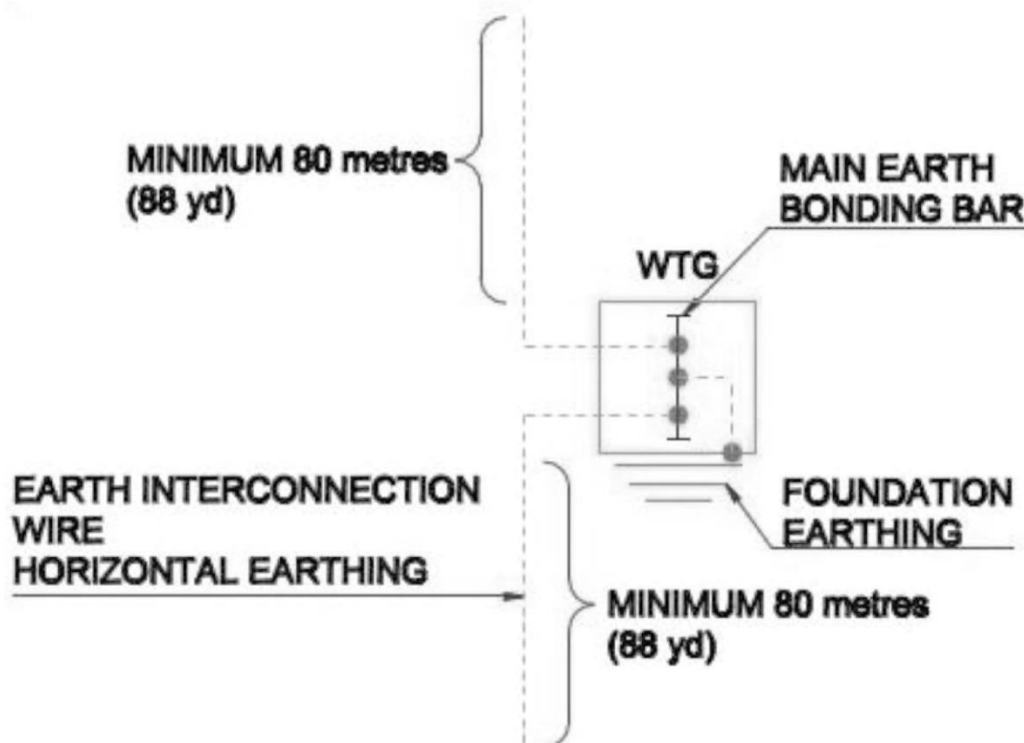 MINIMUM 80 metres
(88 yd)
MAIN EARTH
BONDING BAR
WTG
EARTH INTERCONNECTION
WIRE
HORIZONTAL EARTHING
FOUNDATION
EARTHING
MINIMUM 80 metres
(88 yd)